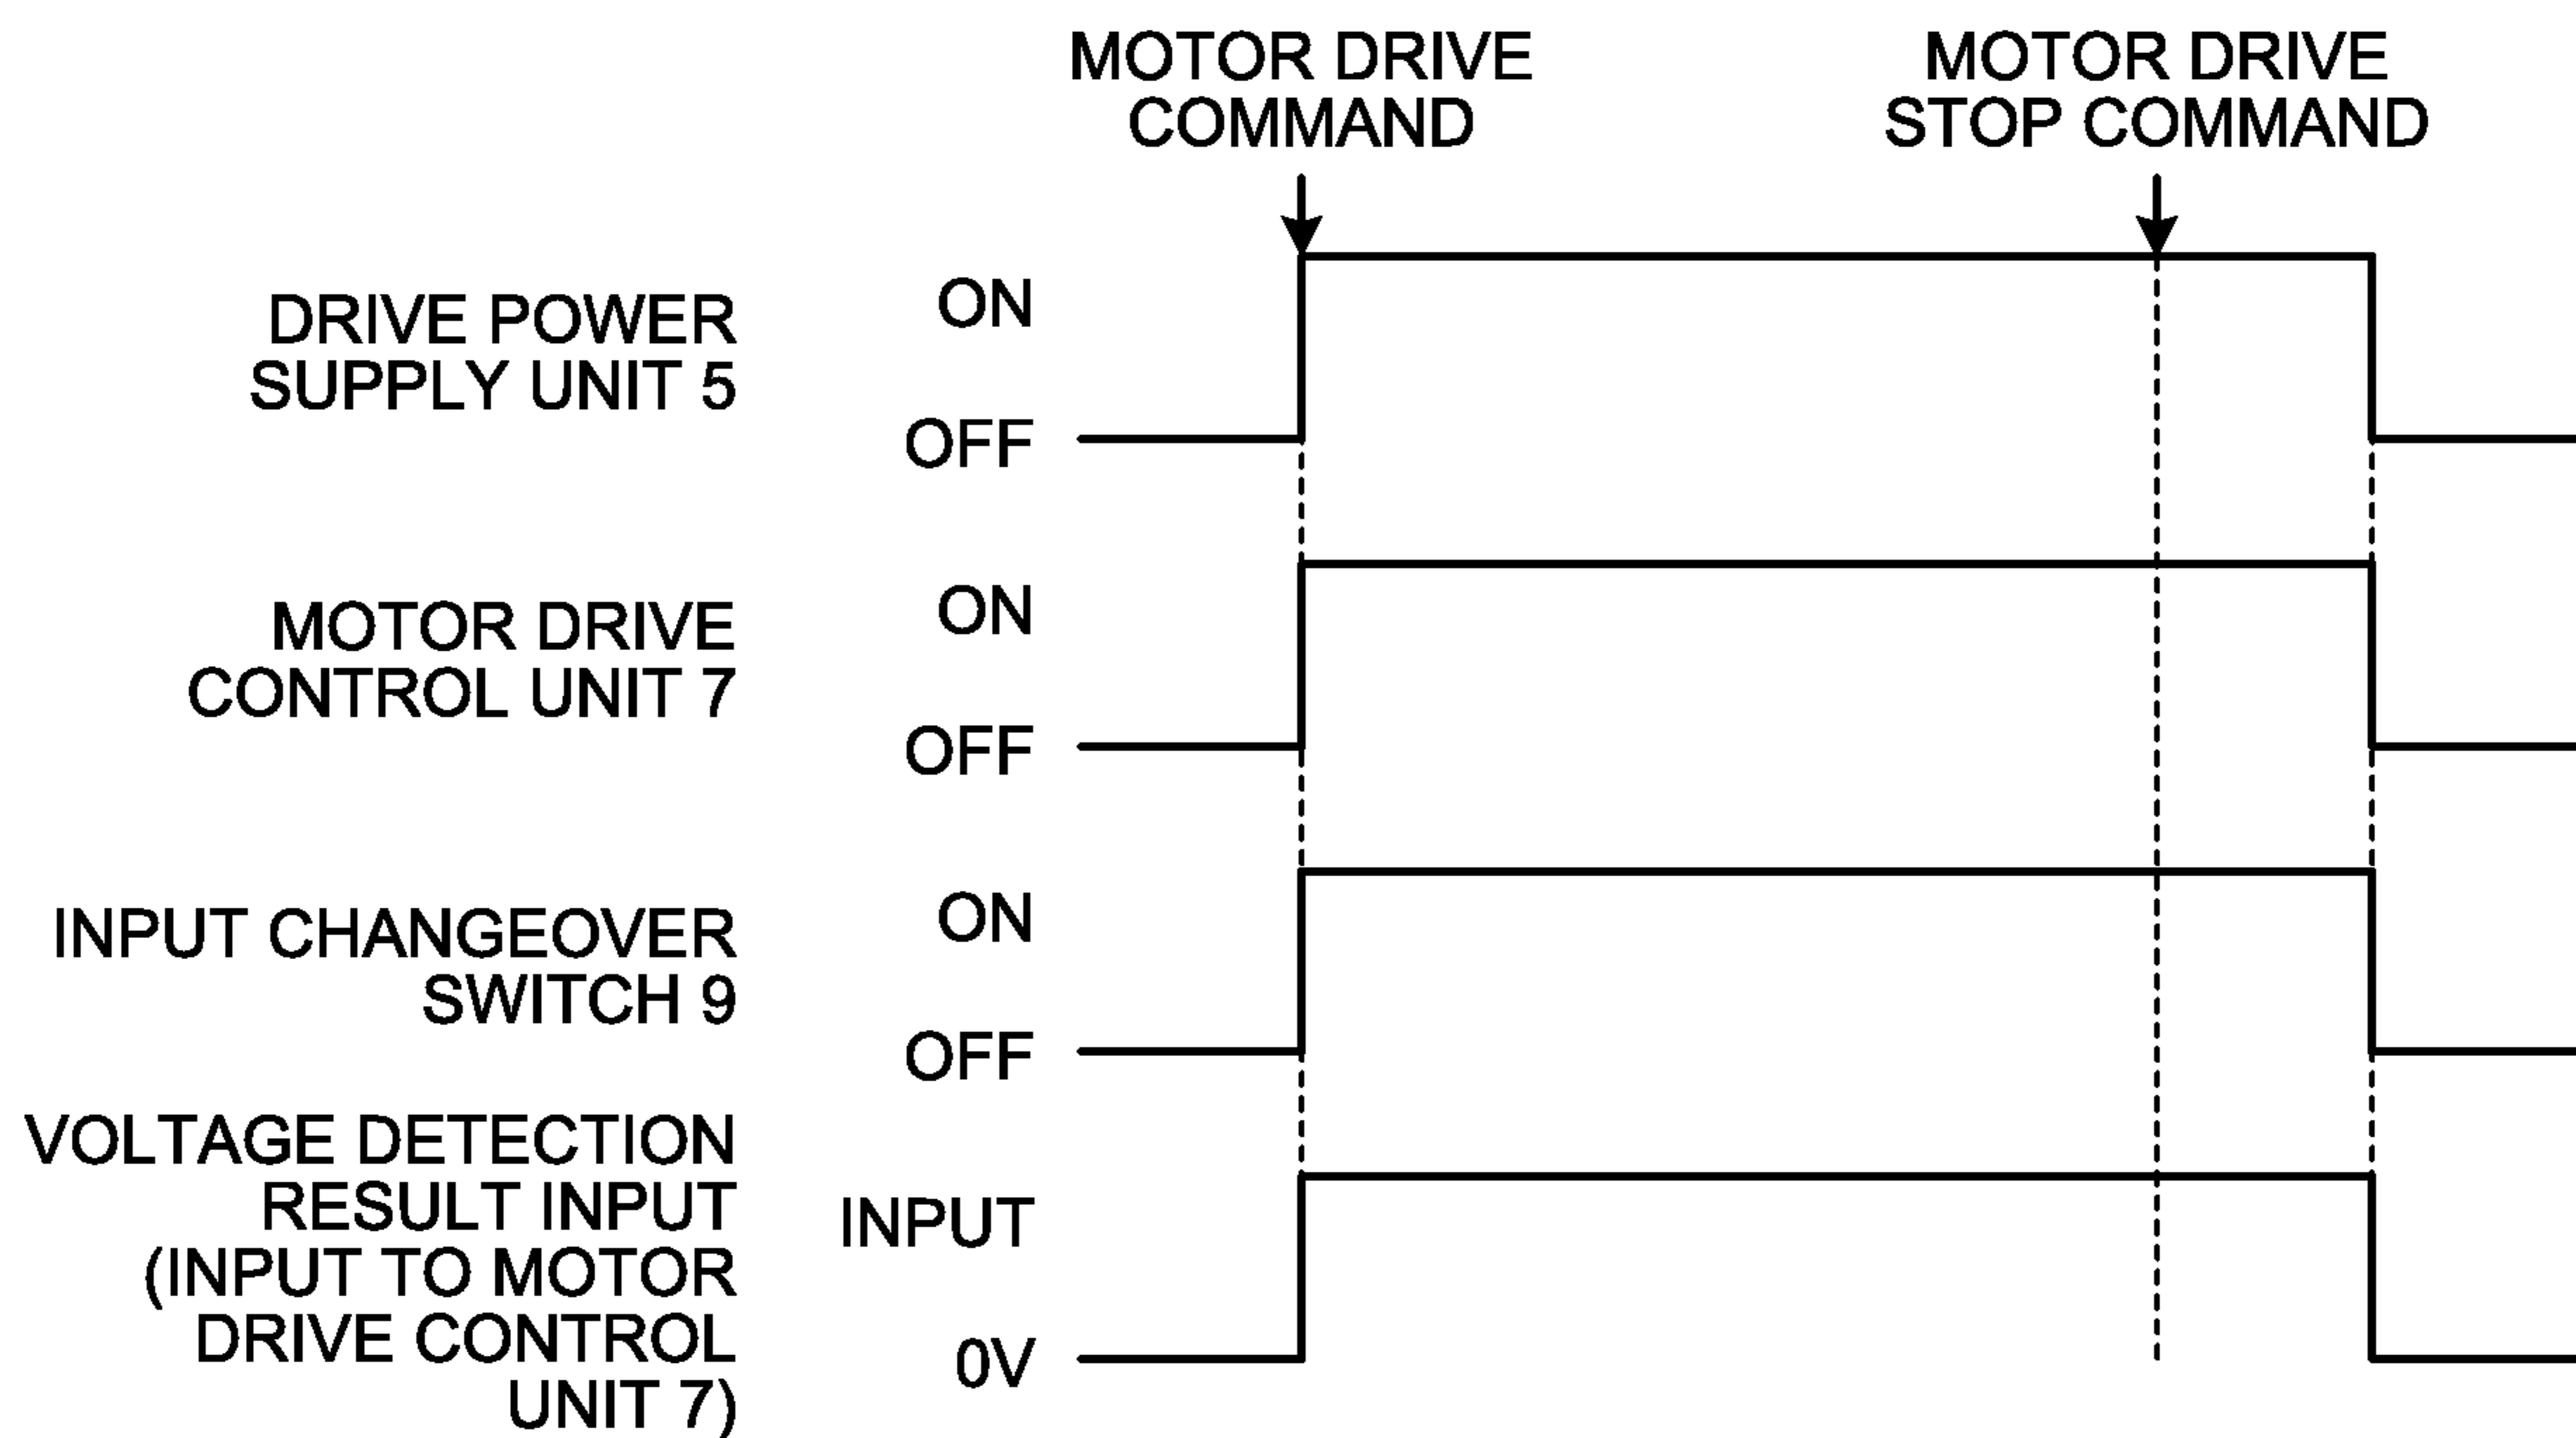 MOTOR DRIVE
COMMAND
MOTOR DRIVE
STOP COMMAND
DRIVE POWER
SUPPLY UNIT 5
ON
OFF
MOTOR DRIVE
CONTROL UNIT 7
ON
OFF
INPUT CHANGEOVER
SWITCH 9
ON
OFF
VOLTAGE DETECTION
RESULT INPUT
(INPUT TO MOTOR
DRIVE CONTROL
UNIT 7)
INPUT
0V